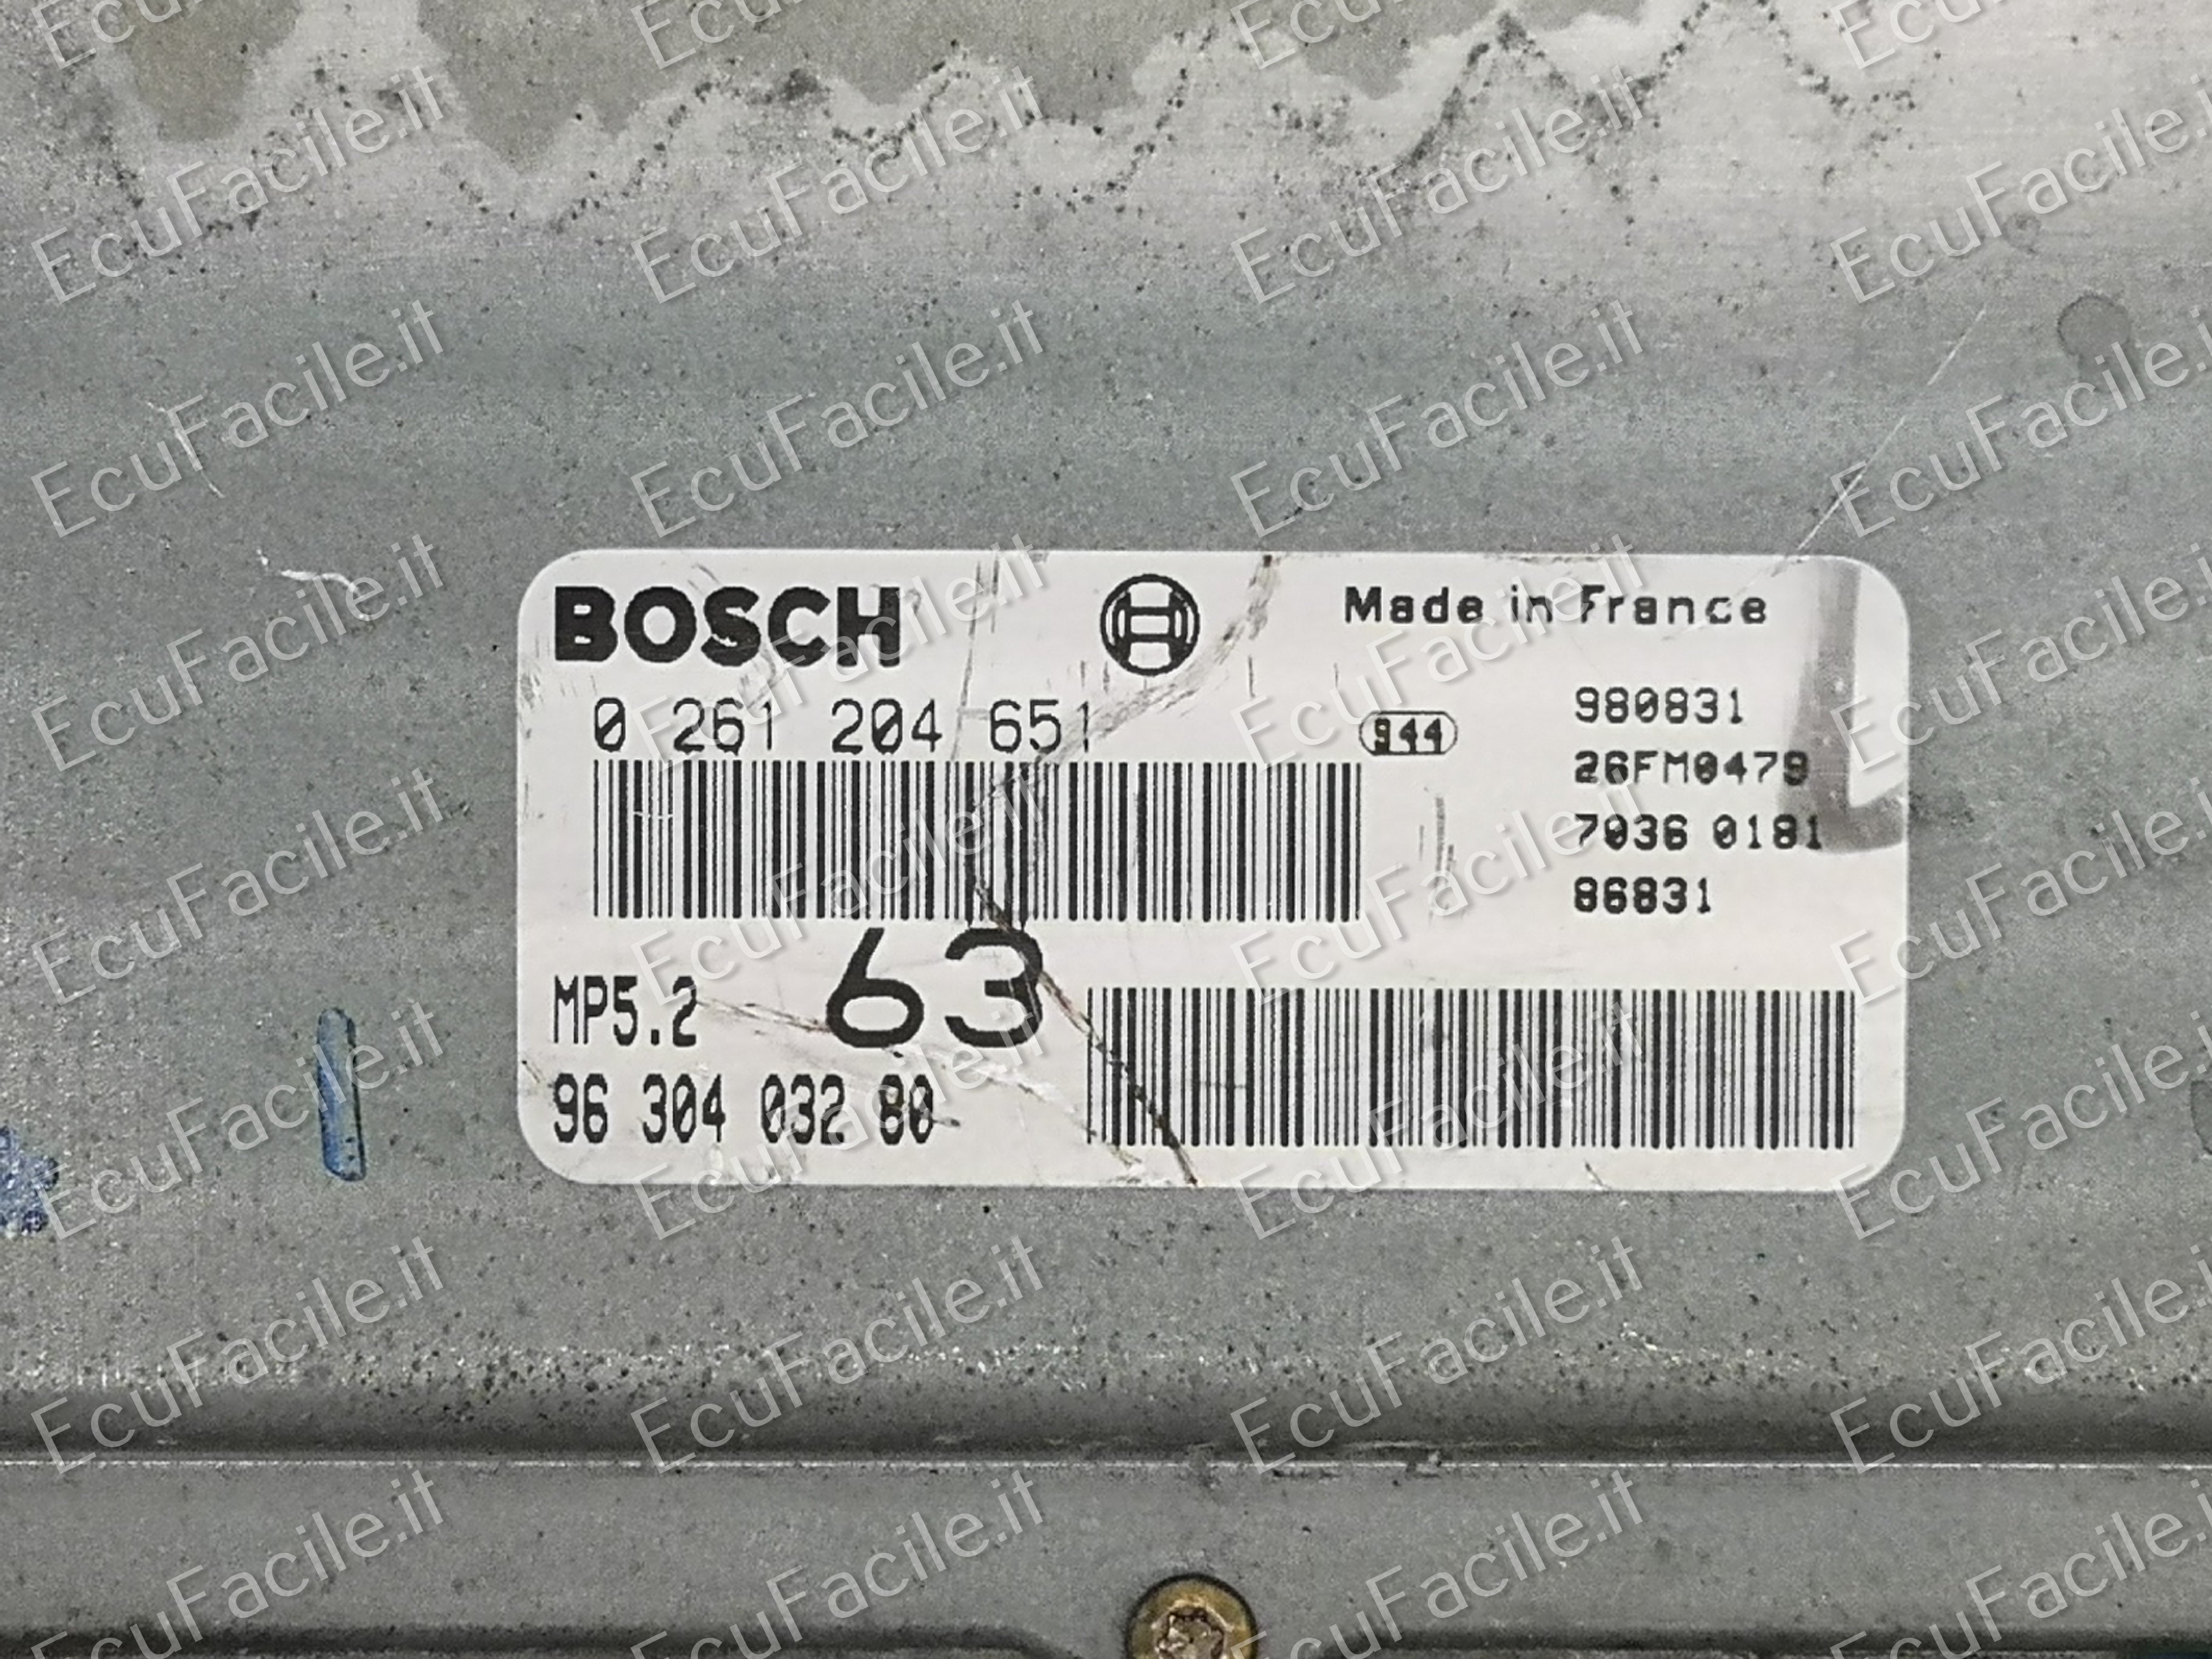 BOSCH
Made in France
0 261 204 651
944
980831
26FM0479
7036 0181
86831
63
MP5.2
96 304 032 80
EcuFacile.it